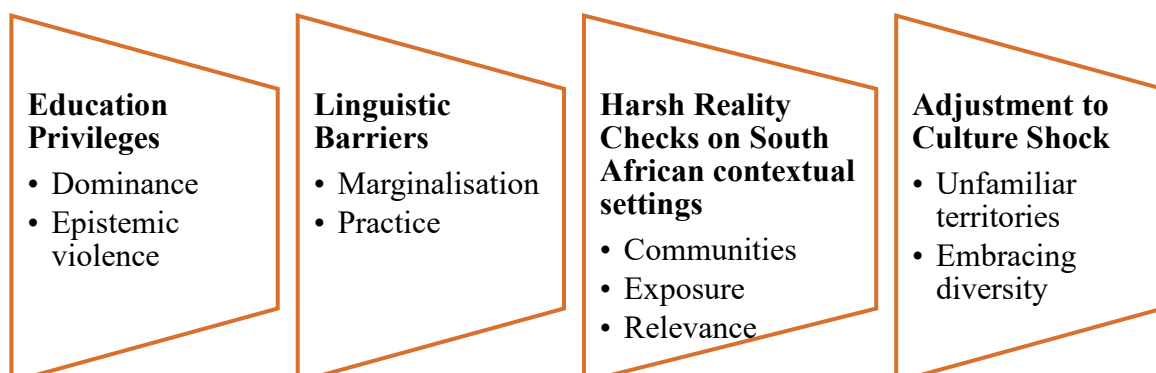 Education
Privileges
• Dominance
• Epistemic
violence
Linguistic
Barriers
• Marginalisation
• Practice
Harsh Reality
Checks on South
African contextual
settings
• Communities
• Exposure
• Relevance
Adjustment to
Culture Shock
• Unfamiliar
territories
• Embracing
diversity